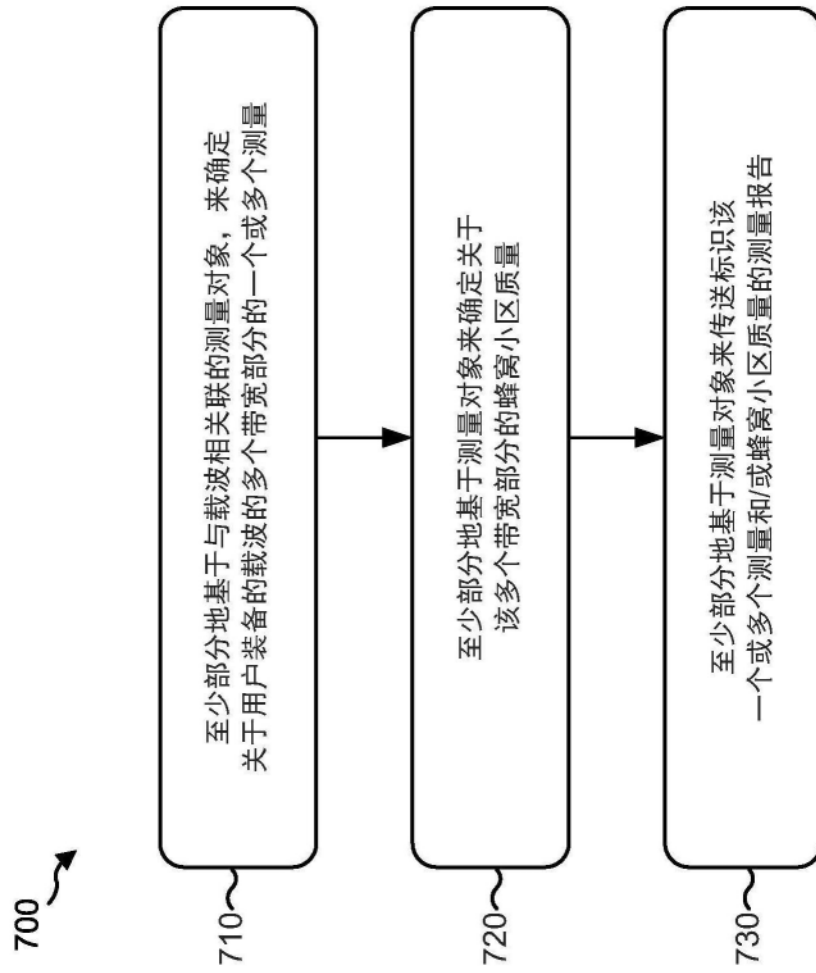 700
710
至少部分地基于与载波相关联的测量对象，来确定
关于用户装备的载波的多个带宽部分的一个或多个测量
720
至少部分地基于测量对象来确定关于
该多个带宽部分的蜂窝小区质量
730
至少部分地基于测量对象来传送标识该
一个或多个测量和/或蜂窝小区质量的测量报告